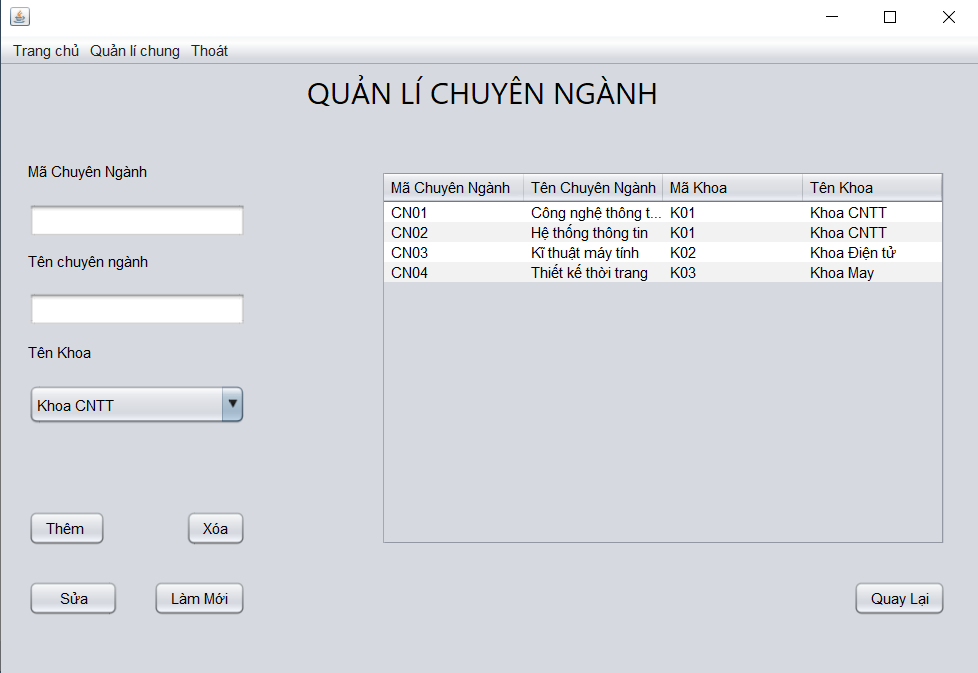 Trang chủ Quản lí chung Thoát
QUẢN LÍ CHUYÊN NGÀNH
Mã Chuyên Ngành
Tên chuyên ngành
Tên Khoa
Khoa CNTT
Thêm Xóa
Sửa Làm Mới
Mã Chuyên Ngành Tên Chuyên Ngành Mã Khoa Tên Khoa
CN01 Công nghệ thông t... K01 Khoa CNTT
CN02 Hệ thống thông tin K01 Khoa CNTT
CN03 Kĩ thuật máy tính K02 Khoa Điện tử
CN04 Thiết kế thời trang K03 Khoa May
Quay Lại